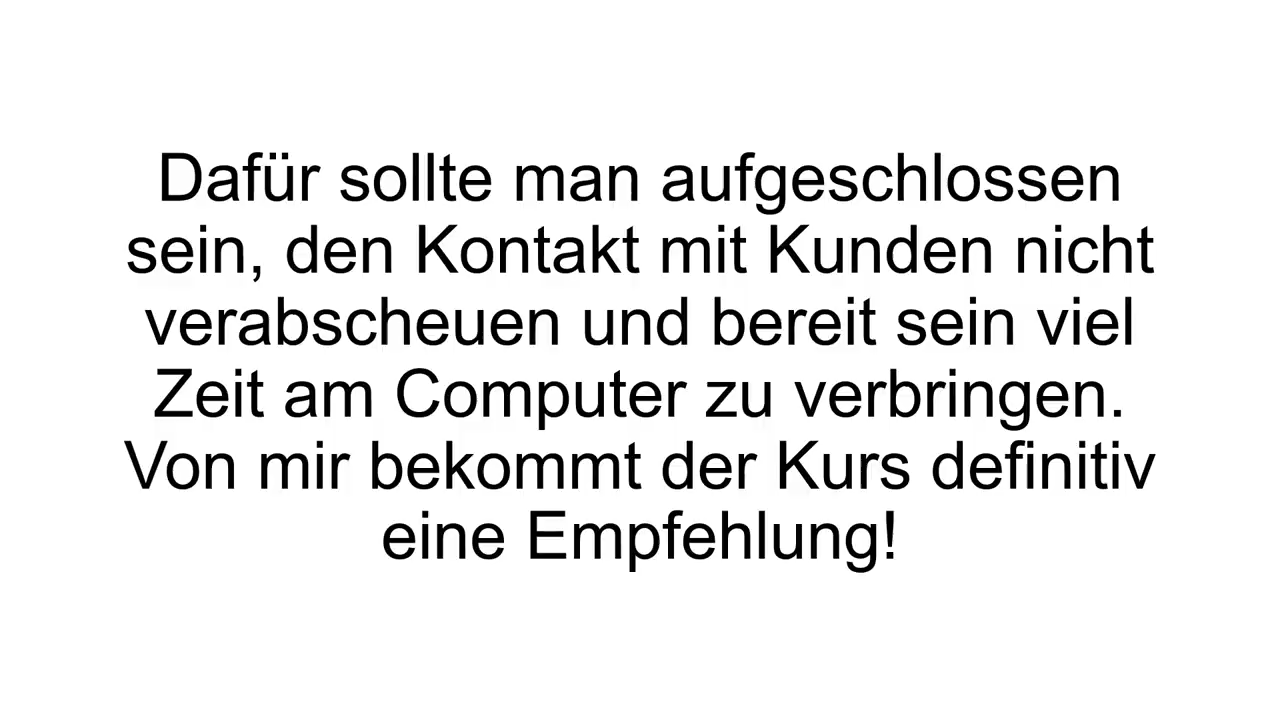 Dafür sollte man aufgeschlossen
sein, den Kontakt mit Kunden nicht
verabscheuen und bereit sein viel
Zeit am Computer zu verbringen.
Von mir bekommt der Kurs definitiv
eine Empfehlung!